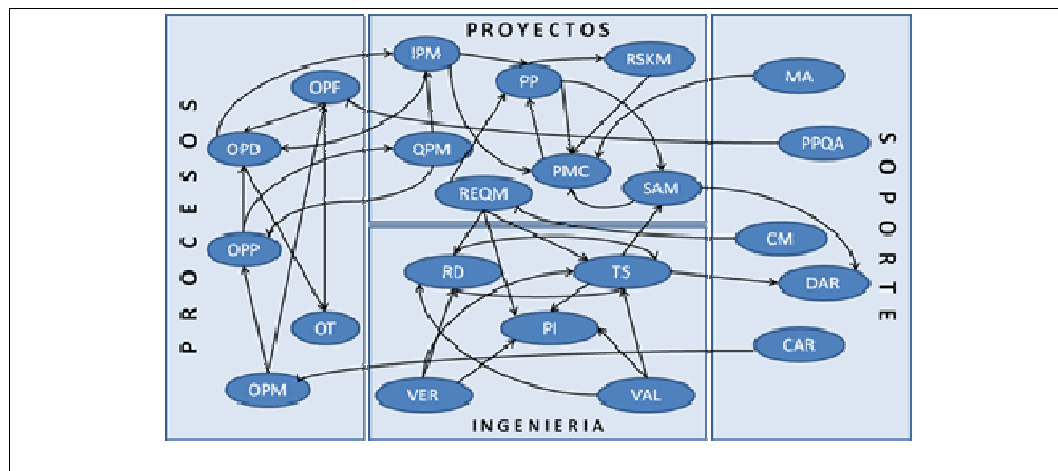 PROCESOS
OPF
OPD
OPP
OT
OPM
PROYECTOS
IPM
PP
RSKM
QPM
PMC
REQM
SAM
RD
TS
PI
VER
VAL
INGENIERIA
SOPORTE
MA
PPQA
CM
DAR
CAR